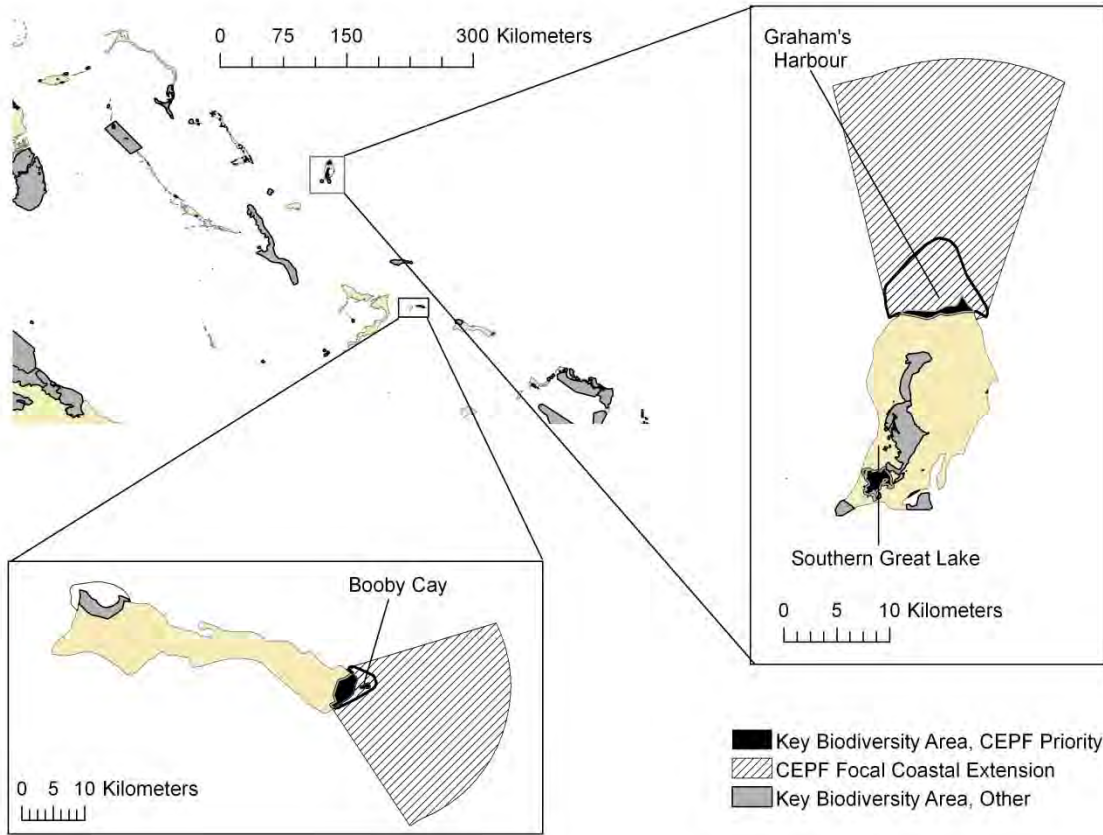 0 75 150 300 Kilometers
Graham's
Harbour
Southern Great Lake
0 5 10 Kilometers
Booby Cay
0 5 10 Kilometers
Key Biodiversity Area, CEPF Priority
CEPF Focal Coastal Extension
Key Biodiversity Area, Other